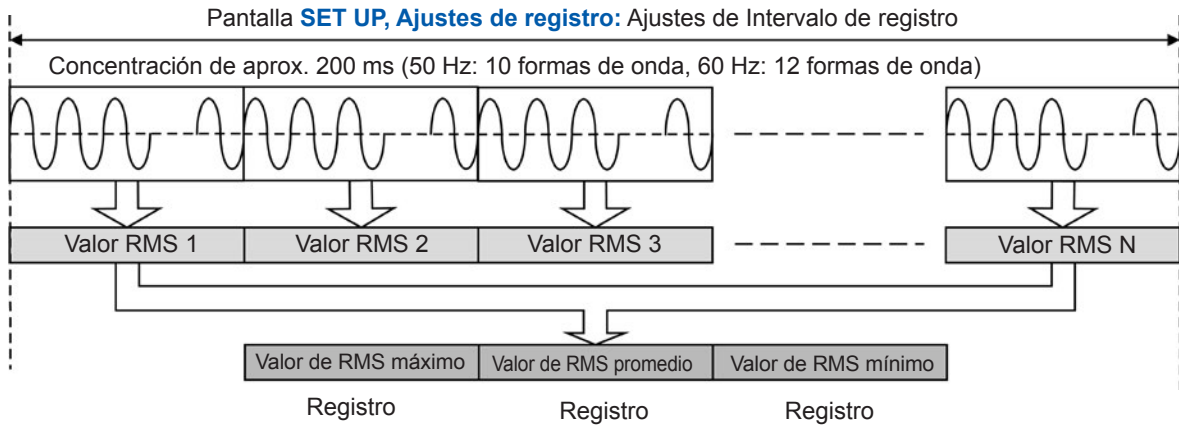 Pantalla SET UP, Ajustes de registro: Ajustes de Intervalo de registro
Concentración de aprox. 200 ms (50 Hz: 10 formas de onda, 60 Hz: 12 formas de onda)
Valor RMS 1 Valor RMS 2 Valor RMS 3 Valor RMS N
Valor de RMS máximo Valor de RMS promedio Valor de RMS mínimo
Registro Registro Registro